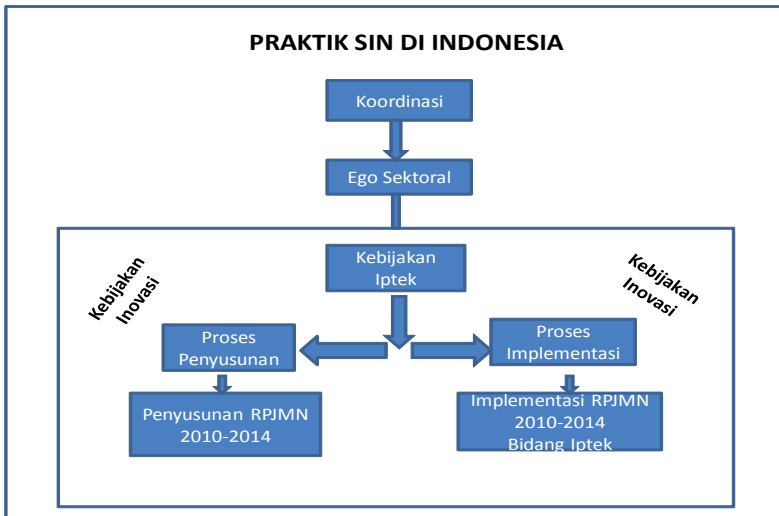 PRAKTIK SIN DI INDONESIA
Koordinasi
Ego Sektoral
Kebijakan
Inovasi
Kebijakan
Iptek
Kebijakan
Inovasi
Proses
Penyusunan
Proses
Implementasi
Penyusunan RPJMN
2010-2014
Implementasi RPJMN
2010-2014
Bidang Iptek